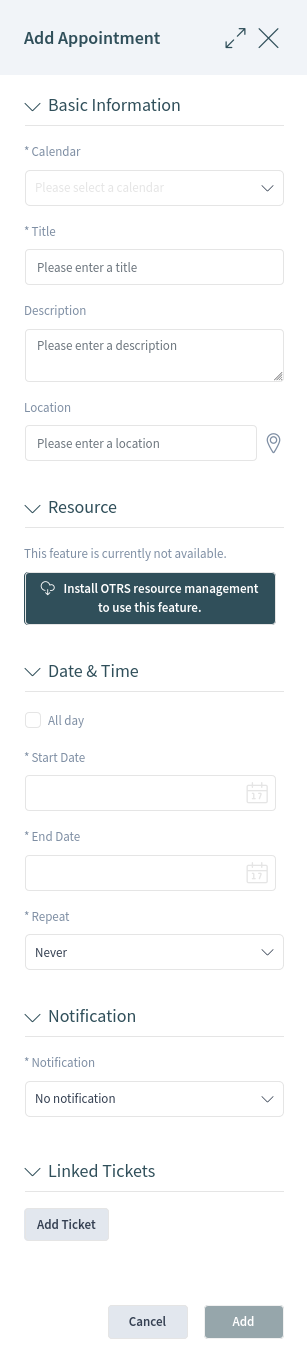 Add Appointment
Basic Information
* Calendar
Please select a calendar
* Title
Please enter a title
Description
Please enter a description
Location
Please enter a location
Resource
This feature is currently not available.
Install OTRS resource management
to use this feature.
Date & Time
All day
* Start Date
17
* End Date
17
* Repeat
Never
Notification
* Notification
No notification
Linked Tickets
Add Ticket
Cancel
Add